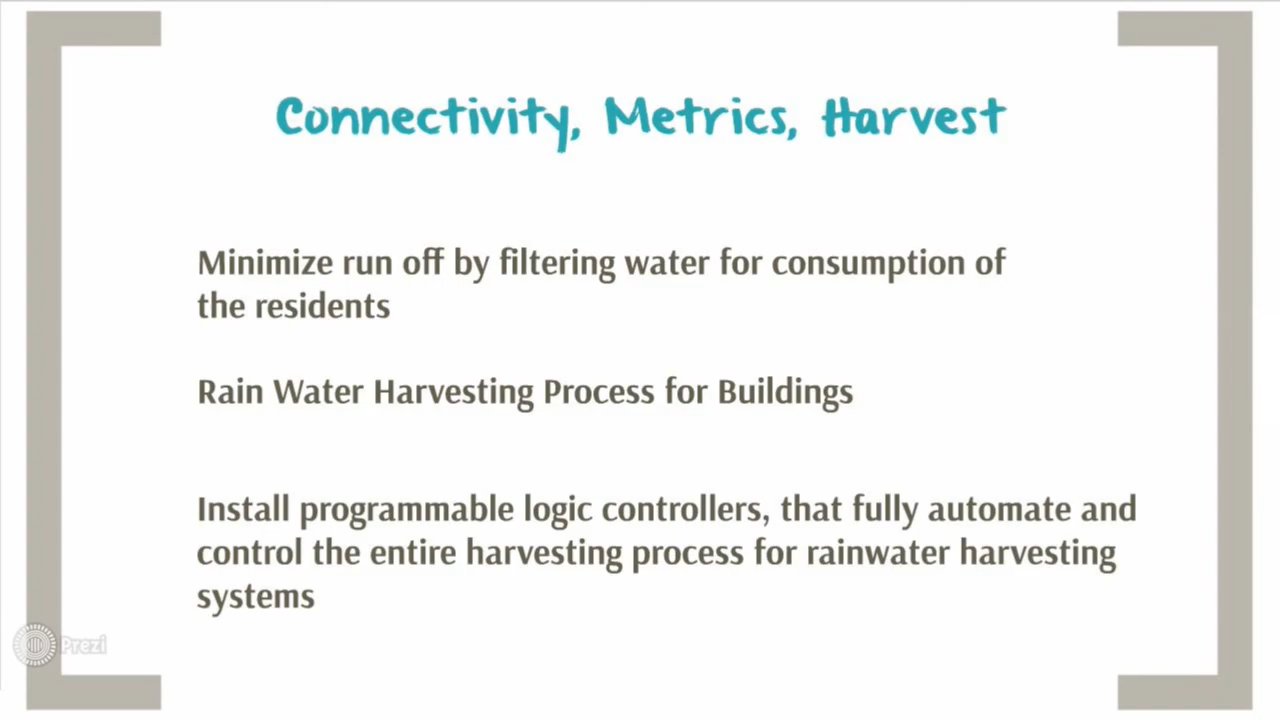 Connectivity, Metrics, Harvest
Minimize run off by filtering water for consumption of
the residents
Rain Water Harvesting Process for Buildings
Install programmable logic controllers, that fully automate and
control the entire harvesting process for rainwater harvesting
systems
Prezi